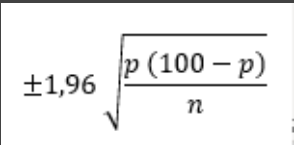 ±1,96 √(p (100 − p) / n)